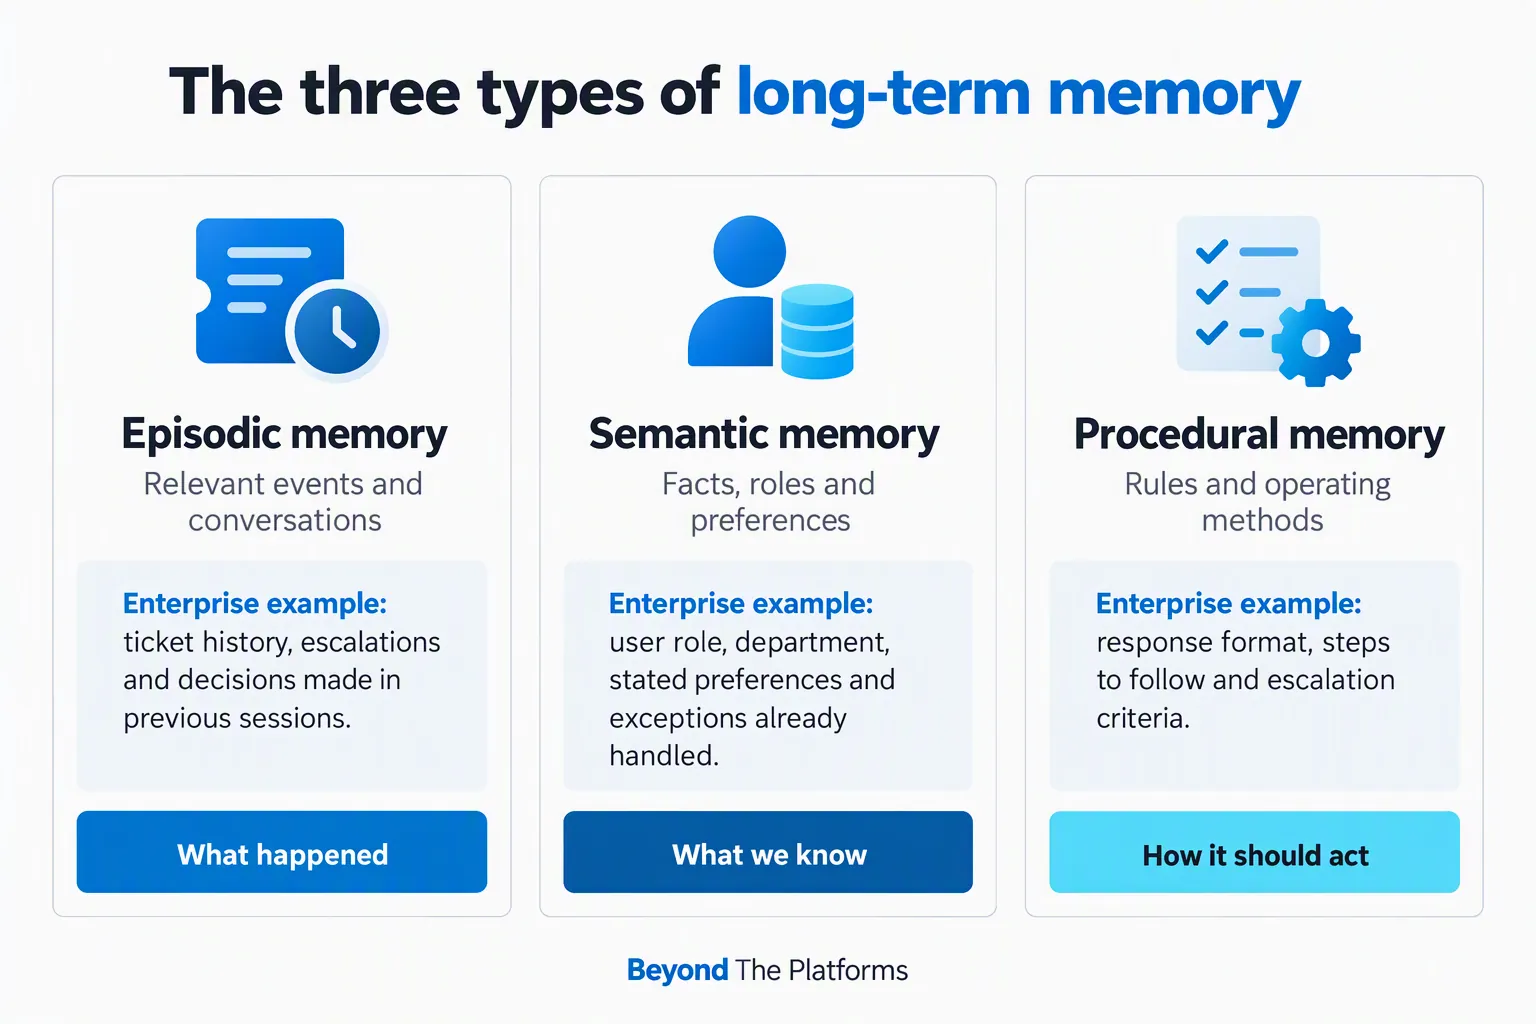 The three types of long-term memory
Episodic memory
Relevant events and
conversations
Enterprise example:
ticket history, escalations
and decisions made in
previous sessions.
What happened
Semantic memory
Facts, roles and
preferences
Enterprise example:
user role, department,
stated preferences and
exceptions already
handled.
What we know
Procedural memory
Rules and operating
methods
Enterprise example:
response format, steps
to follow and escalation
criteria.
How it should act
Beyond The Platforms